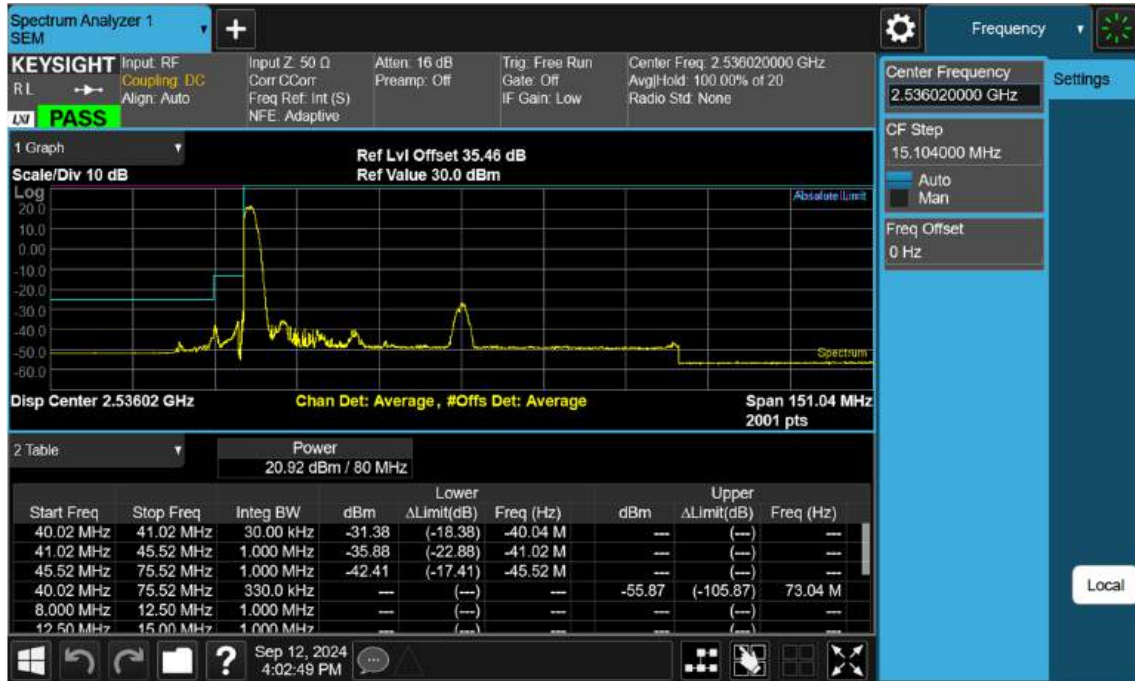 Spectrum Analyzer 1
SEM
Frequency
KEYSIGHT
RL
LXI PASS
Input: RF
Coupling: DC
Align: Auto
Input Z: 50 Ω
Corr CCorr
Freq Ref: Int (S)
NFE: Adaptive
Atten: 16 dB
Preamp: Off
Trig: Free Run
Gate: Off
IF Gain: Low
Center Freq: 2.536020000 GHz
Avg|Hold: 100.00% of 20
Radio Std: None
Center Frequency
2.536020000 GHz
Settings
CF Step
15.104000 MHz
Auto
Man
Freq Offset
0 Hz
1 Graph
Scale/Div 10 dB
Ref Lvl Offset 35.46 dB
Ref Value 30.0 dBm
Log
Absolute Limit
20.0
10.0
0.00
-10.0
-20.0
-30.0
-40.0
-50.0
-60.0
Spectrum
Disp Center 2.53602 GHz
Chan Det: Average, #Offs Det: Average
Span 151.04 MHz
2001 pts
2 Table
Power
20.92 dBm / 80 MHz
Lower Upper
Start Freq Stop Freq Integ BW dBm ΔLimit(dB) Freq (Hz) dBm ΔLimit(dB) Freq (Hz)
40.02 MHz 41.02 MHz 30.00 kHz -31.38 (-18.38) -40.04 M --- (---) ---
41.02 MHz 45.52 MHz 1.000 MHz -35.88 (-22.88) -41.02 M --- (---) ---
45.52 MHz 75.52 MHz 1.000 MHz -42.41 (-17.41) -45.52 M --- (---) ---
40.02 MHz 75.52 MHz 330.0 kHz --- (---) --- -55.87 (-105.87) 73.04 M
8.000 MHz 12.50 MHz 1.000 MHz --- (---) --- --- (---) ---
12.50 MHz 15.00 MHz 1.000 MHz --- (---) --- --- (---) ---
Local
Sep 12, 2024
4:02:49 PM